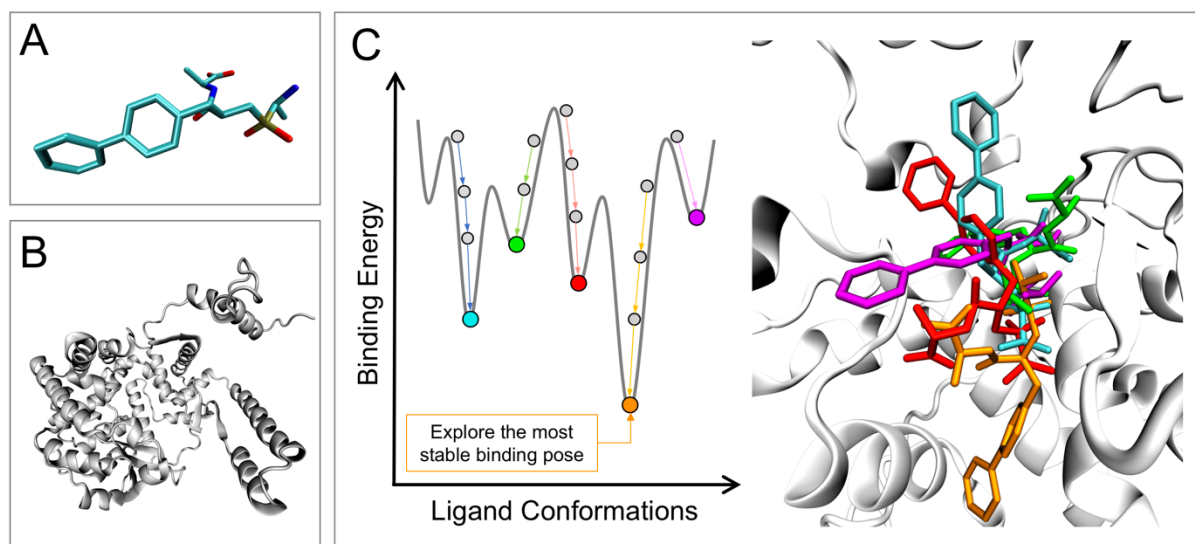 A
B
C
Binding Energy
Explore the most
stable binding pose
Ligand Conformations